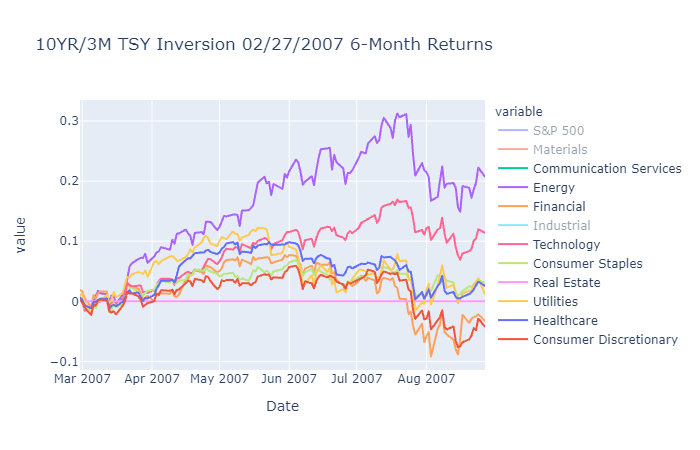 10YR/3M TSY Inversion 02/27/2007 6-Month Returns
variable
S&P 500
Materials
Communication Services
Energy
Financial
Industrial
Technology
Consumer Staples
Real Estate
Utilities
Healthcare
Consumer Discretionary
value
0.3
0.2
0.1
0
−0.1
Mar 2007 Apr 2007 May 2007 Jun 2007 Jul 2007 Aug 2007
Date